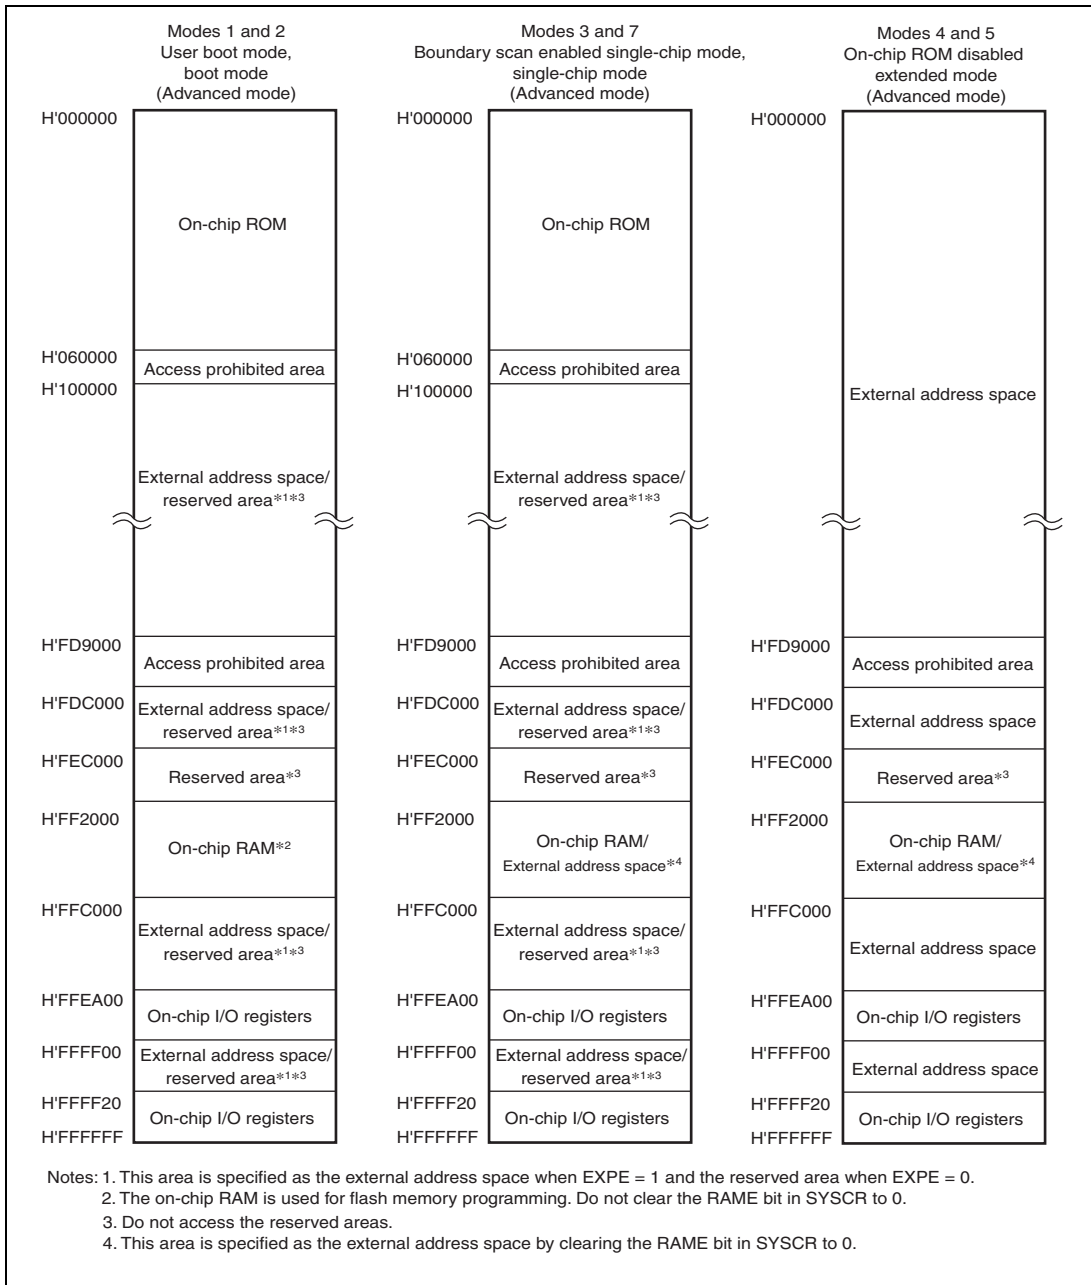 Modes 1 and 2
User boot mode,
boot mode
(Advanced mode)
H'000000
On-chip ROM
H'060000
Access prohibited area
H'100000
External address space/
reserved area*1*3
H'FD9000
Access prohibited area
H'FDC000
External address space/
reserved area*1*3
H'FEC000
Reserved area*3
H'FF2000
On-chip RAM*2
H'FFC000
External address space/
reserved area*1*3
H'FFEA00
On-chip I/O registers
H'FFFF00
External address space/
reserved area*1*3
H'FFFF20
On-chip I/O registers
H'FFFFFF
Modes 3 and 7
Boundary scan enabled single-chip mode,
single-chip mode
(Advanced mode)
H'000000
On-chip ROM
H'060000
Access prohibited area
H'100000
External address space/
reserved area*1*3
H'FD9000
Access prohibited area
H'FDC000
External address space/
reserved area*1*3
H'FEC000
Reserved area*3
H'FF2000
On-chip RAM/
External address space*4
H'FFC000
External address space/
reserved area*1*3
H'FFEA00
On-chip I/O registers
H'FFFF00
External address space/
reserved area*1*3
H'FFFF20
On-chip I/O registers
H'FFFFFF
Modes 4 and 5
On-chip ROM disabled
extended mode
(Advanced mode)
H'000000
External address space
H'FD9000
Access prohibited area
H'FDC000
External address space
H'FEC000
Reserved area*3
H'FF2000
On-chip RAM/
External address space*4
H'FFC000
External address space
H'FFEA00
On-chip I/O registers
H'FFFF00
External address space
H'FFFF20
On-chip I/O registers
H'FFFFFF
Notes: 1. This area is specified as the external address space when EXPE = 1 and the reserved area when EXPE = 0.
2. The on-chip RAM is used for flash memory programming. Do not clear the RAME bit in SYSCR to 0.
3. Do not access the reserved areas.
4. This area is specified as the external address space by clearing the RAME bit in SYSCR to 0.